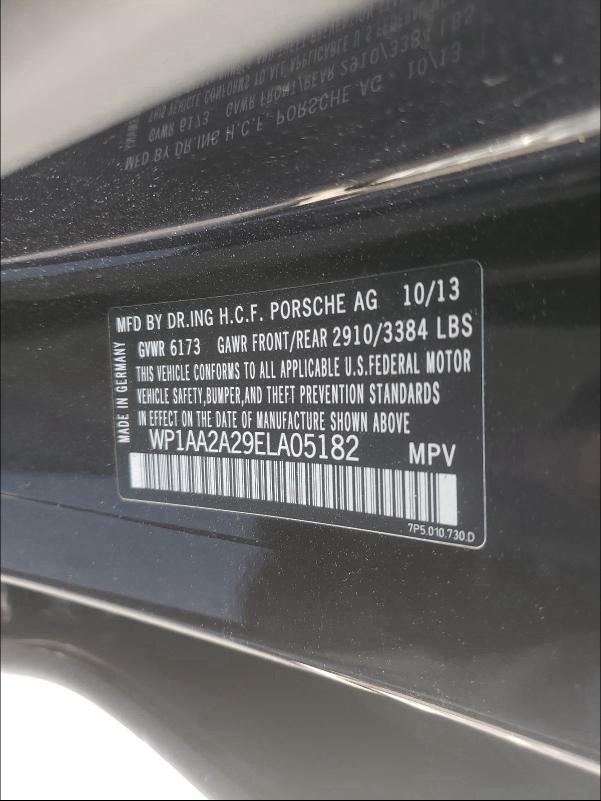 MFD BY DR.ING H.C.F. PORSCHE AG 10/13
GVWR 6173 GAWR FRONT/REAR 2910/3384 LBS
THIS VEHICLE CONFORMS TO ALL APPLICABLE U.S.FEDERAL MOTOR
VEHICLE SAFETY,BUMPER,AND THEFT PREVENTION STANDARDS
IN EFFECT ON THE DATE OF MANUFACTURE SHOWN ABOVE
MADE IN GERMANY
WP1AA2A29ELA05182 MPV
7P5.010.730.D